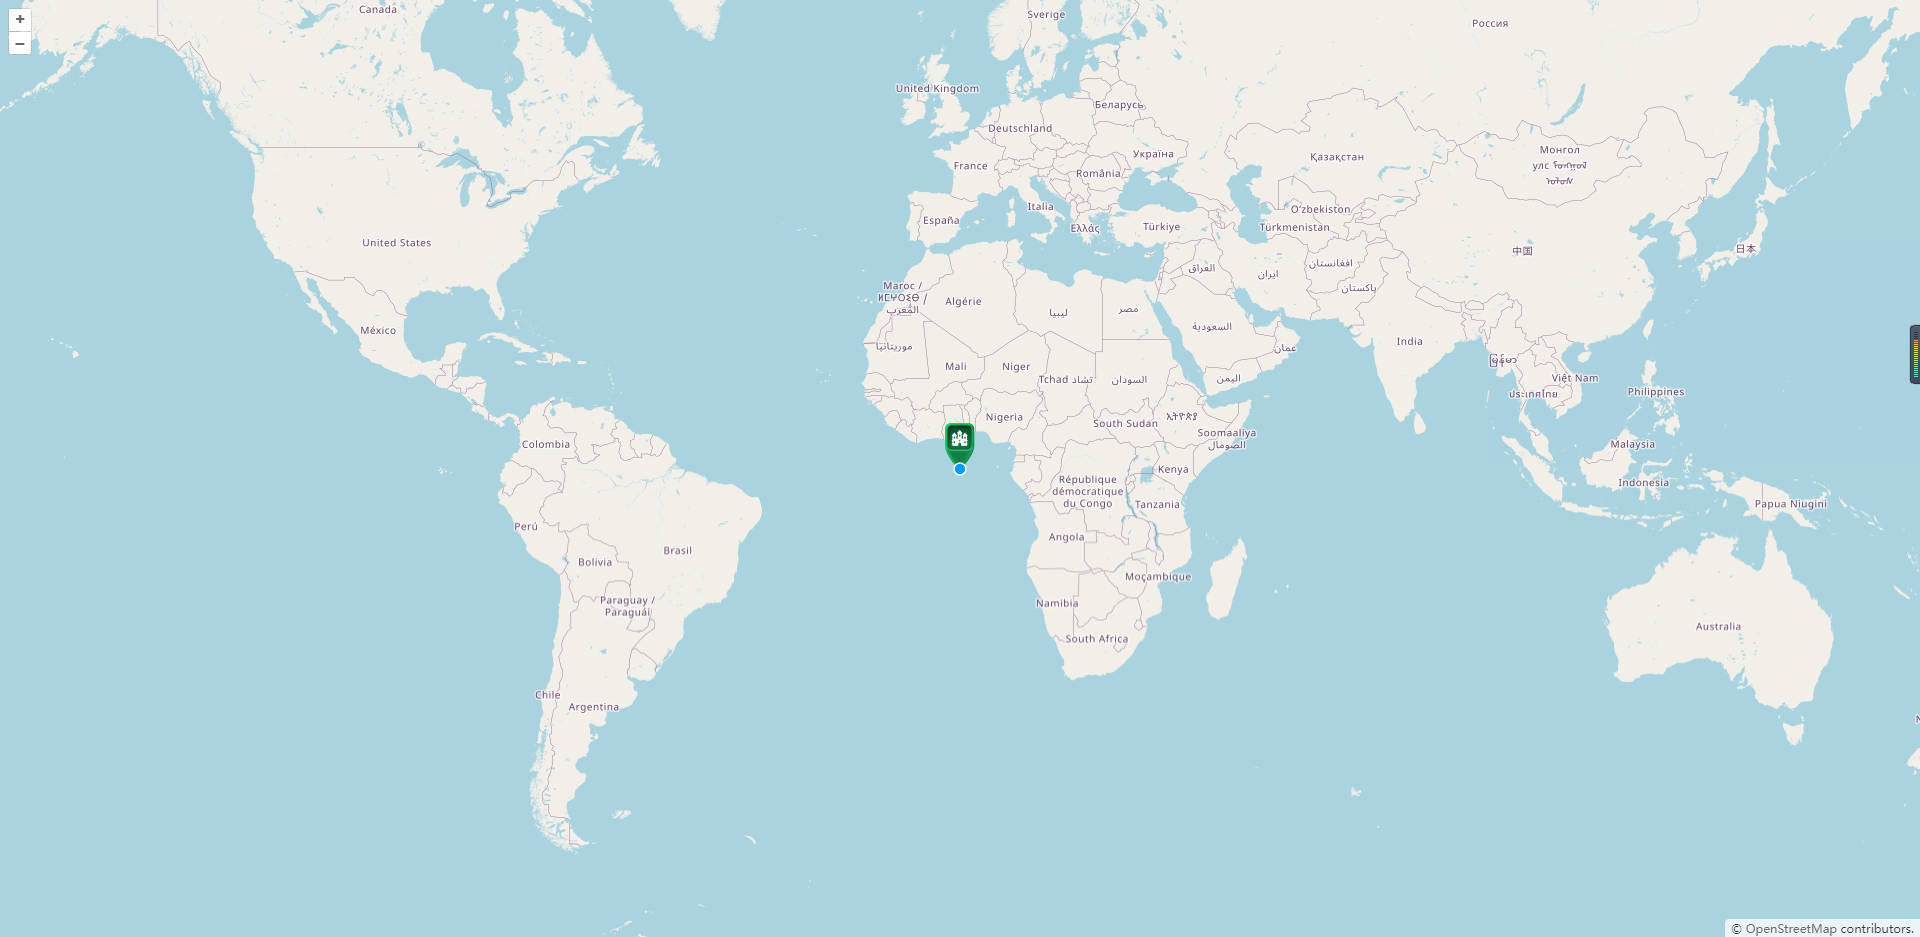 +
−
Canada
Sverige
Россия
United Kingdom
Беларусь
Deutschland
Україна
Қазақстан
Монгол
улс ᠮᠣᠩᠭᠣᠯ
ᠤᠯᠤᠰ
France
România
Italia
Oʻzbekiston
España
Ελλάς
Türkiye
Türkmenistan
United States
日本
中国
افغانستان
العراق
ایران
پاکستان
Maroc /
ⵍⵎⵖⵔⵉⴱ /
المغرب
Algérie
ليبيا
مصر
السعودية
México
India
موريتانيا
عمان
မြန်မာ
Mali
Niger
Tchad تشاد
السودان
اليمن
Việt Nam
ประเทศไทย
Philippines
Nigeria
ኢትዮጵያ
South Sudan
Soomaaliya
الصومال
Colombia
Malaysia
Kenya
République
démocratique
du Congo
Indonesia
Tanzania
Papua Niugini
Perú
Angola
Brasil
Bolivia
Moçambique
Paraguay /
Paraguái
Namibia
Australia
South Africa
Chile
Argentina
© OpenStreetMap contributors.